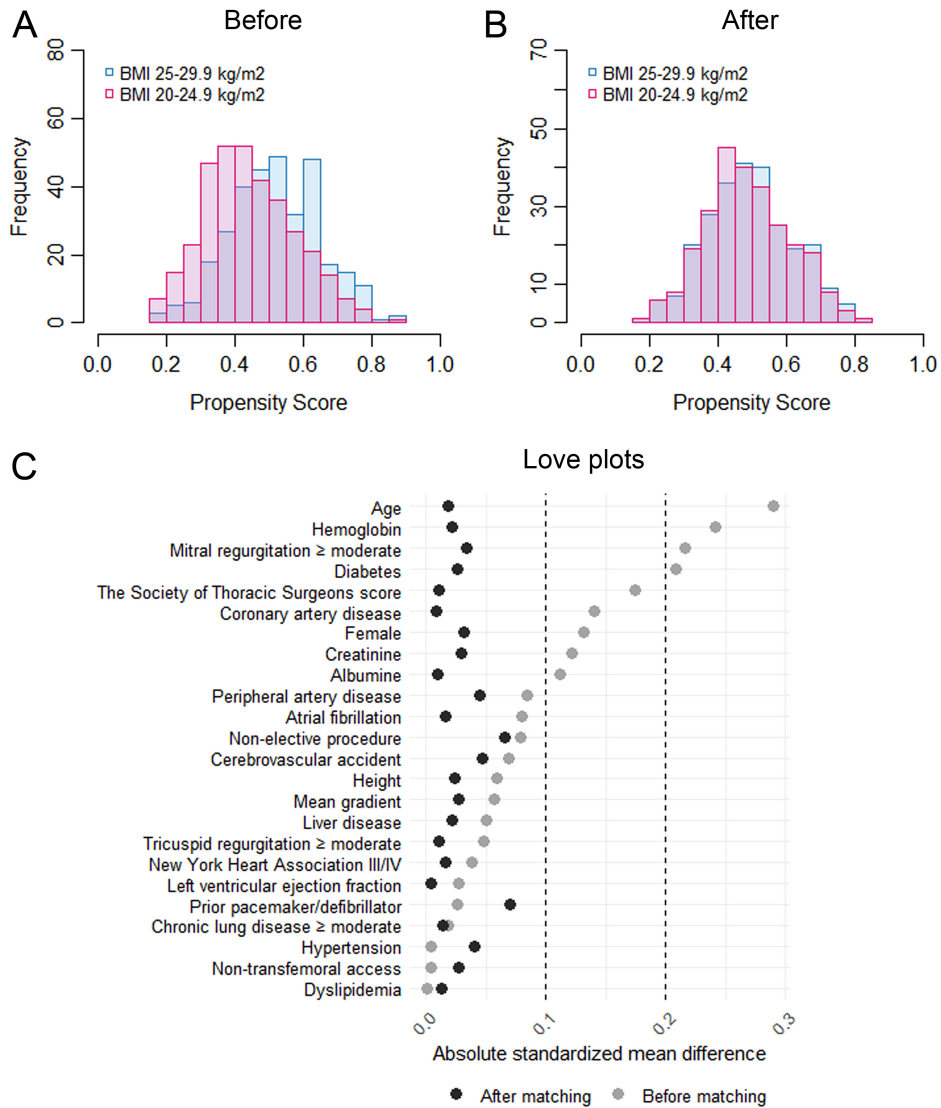 A
Before
80
60
40
20
0
Frequency
BMI 25-29.9 kg/m2
BMI 20-24.9 kg/m2
0.0 0.2 0.4 0.6 0.8 1.0
Propensity Score
B
After
70
50
30
10
0
Frequency
BMI 25-29.9 kg/m2
BMI 20-24.9 kg/m2
0.0 0.2 0.4 0.6 0.8 1.0
Propensity Score
C
Love plots
Age
Hemoglobin
Mitral regurgitation ≥ moderate
Diabetes
The Society of Thoracic Surgeons score
Coronary artery disease
Female
Creatinine
Albumine
Peripheral artery disease
Atrial fibrillation
Non-elective procedure
Cerebrovascular accident
Height
Mean gradient
Liver disease
Tricuspid regurgitation ≥ moderate
New York Heart Association III/IV
Left ventricular ejection fraction
Prior pacemaker/defibrillator
Chronic lung disease ≥ moderate
Hypertension
Non-transfemoral access
Dyslipidemia
0.0 0.1 0.2 0.3
Absolute standardized mean difference
After matching Before matching